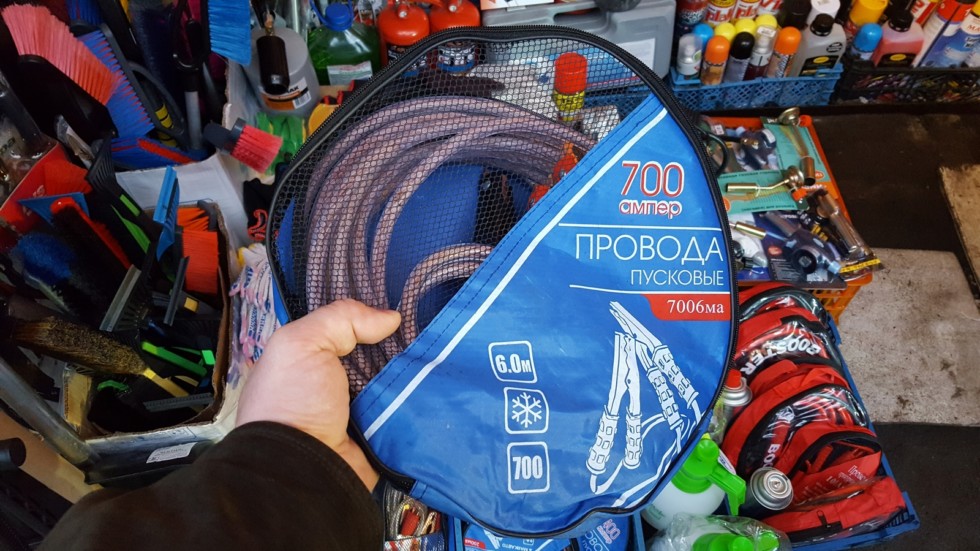 700
ампер
ПРОВОДА
ПУСКОВЫЕ
7006ма
6.0м
700
BOOSTER